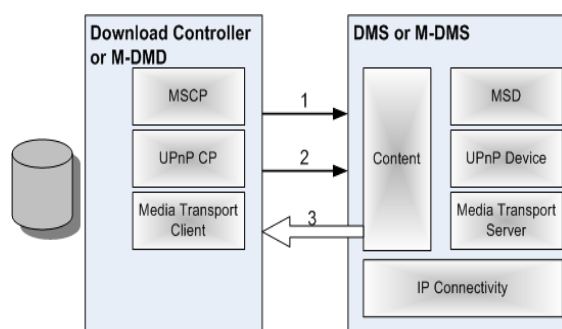 Download Controller
or M-DMD
MSCP
UPnP CP
Media Transport
Client
1
2
3
DMS or M-DMS
Content
MSD
UPnP Device
Media Transport
Server
IP Connectivity